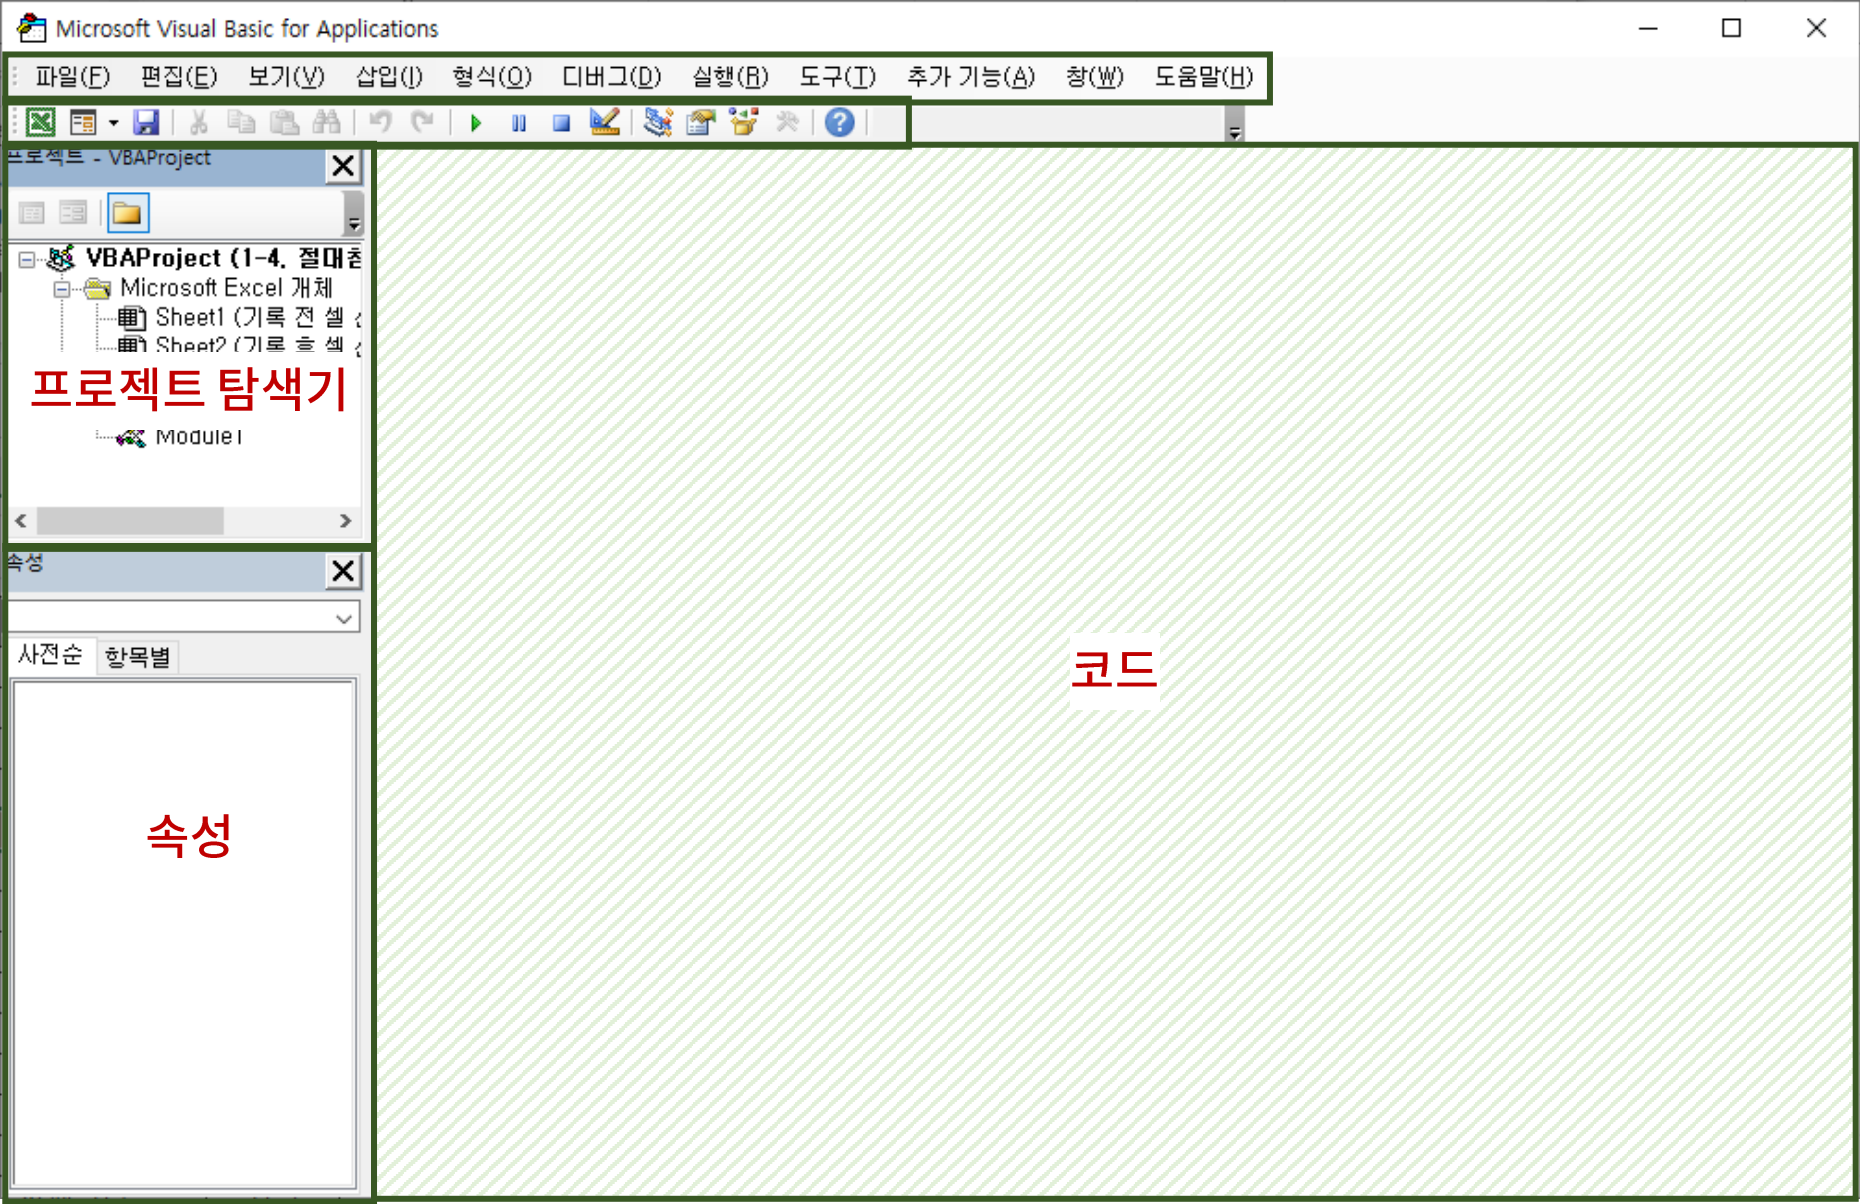 Microsoft Visual Basic for Applications
파일(F) 편집(E) 보기(V) 삽입(I) 형식(O) 디버그(D) 실행(R) 도구(T) 추가 기능(A) 창(W) 도움말(H)
프로젝트 - VBAProject
VBAProject (1-4. 절대
Microsoft Excel 개체
Sheet1 (기록 전 셀
Sheet2 (기록 후 셀
프로젝트 탐색기
Module1
속성
사전순 항목별
속성
코드